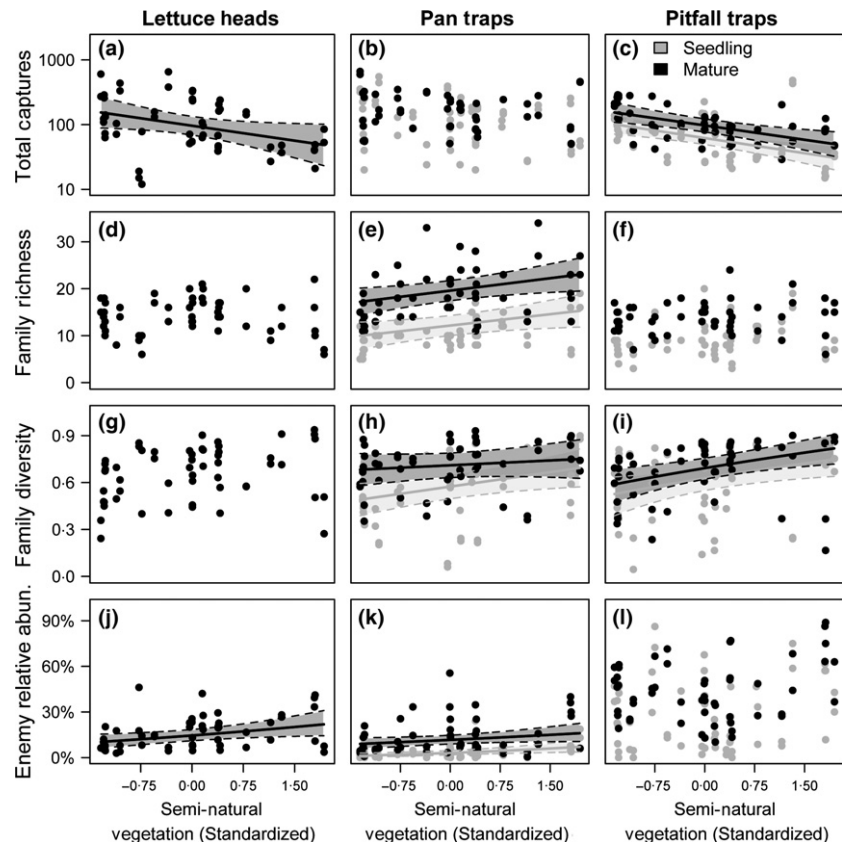 Lettuce heads Pan traps Pitfall traps
(a) (b) (c) Seedling
Mature
Total captures
1000
100
10
(d) (e) (f)
Family richness
30
20
10
0
(g) (h) (i)
Family diversity
0·9
0·6
0·3
0·0
(j) (k) (l)
Enemy relative abun.
90%
60%
30%
0%
−0·75 0·00 0·75 1·50 −0·75 0·00 0·75 1·50 −0·75 0·00 0·75 1·50
Semi-natural Semi-natural Semi-natural
vegetation (Standardized) vegetation (Standardized) vegetation (Standardized)